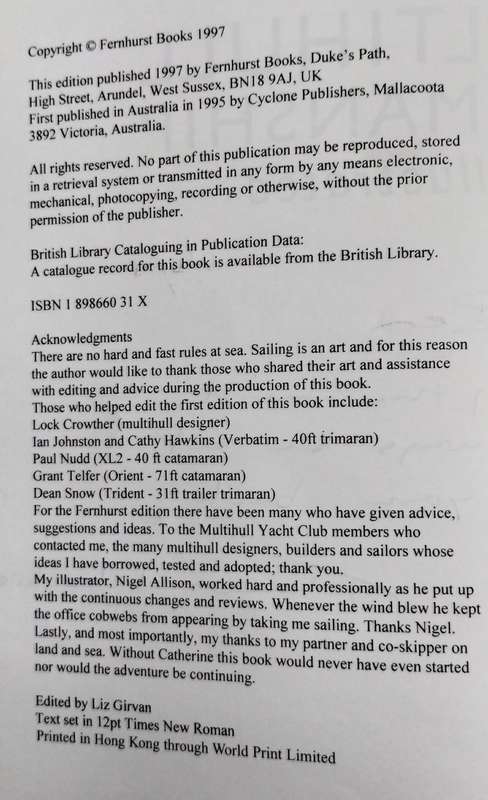 Copyright © Fernhurst Books 1997
This edition published 1997 by Fernhurst Books, Duke's Path,
High Street, Arundel, West Sussex, BN18 9AJ, UK
First published in Australia in 1995 by Cyclone Publishers, Mallacoota
3892 Victoria, Australia.
All rights reserved. No part of this publication may be reproduced, stored
in a retrieval system or transmitted in any form by any means electronic,
mechanical, photocopying, recording or otherwise, without the prior
permission of the publisher.
British Library Cataloguing in Publication Data:
A catalogue record for this book is available from the British Library.
ISBN 1 898660 31 X
Acknowledgments
There are no hard and fast rules at sea. Sailing is an art and for this reason
the author would like to thank those who shared their art and assistance
with editing and advice during the production of this book.
Those who helped edit the first edition of this book include:
Lock Crowther (multihull designer)
Ian Johnston and Cathy Hawkins (Verbatim - 40ft trimaran)
Paul Nudd (XL2 - 40 ft catamaran)
Grant Telfer (Orient - 71ft catamaran)
Dean Snow (Trident - 31ft trailer trimaran)
For the Fernhurst edition there have been many who have given advice,
suggestions and ideas. To the Multihull Yacht Club members who
contacted me, the many multihull designers, builders and sailors whose
ideas I have borrowed, tested and adopted; thank you.
My illustrator, Nigel Allison, worked hard and professionally as he put up
with the continuous changes and reviews. Whenever the wind blew he kept
the office cobwebs from appearing by taking me sailing. Thanks Nigel.
Lastly, and most importantly, my thanks to my partner and co-skipper on
land and sea. Without Catherine this book would never have even started
nor would the adventure be continuing.
Edited by Liz Girvan
Text set in 12pt Times New Roman
Printed in Hong Kong through World Print Limited